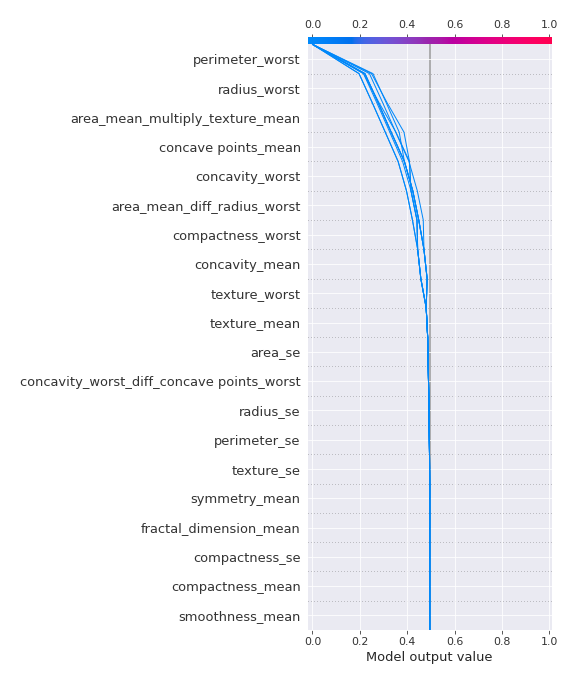 0.0 0.2 0.4 0.6 0.8 1.0
perimeter_worst
radius_worst
area_mean_multiply_texture_mean
concave points_mean
concavity_worst
area_mean_diff_radius_worst
compactness_worst
concavity_mean
texture_worst
texture_mean
area_se
concavity_worst_diff_concave points_worst
radius_se
perimeter_se
texture_se
symmetry_mean
fractal_dimension_mean
compactness_se
compactness_mean
smoothness_mean
0.0 0.2 0.4 0.6 0.8 1.0
Model output value